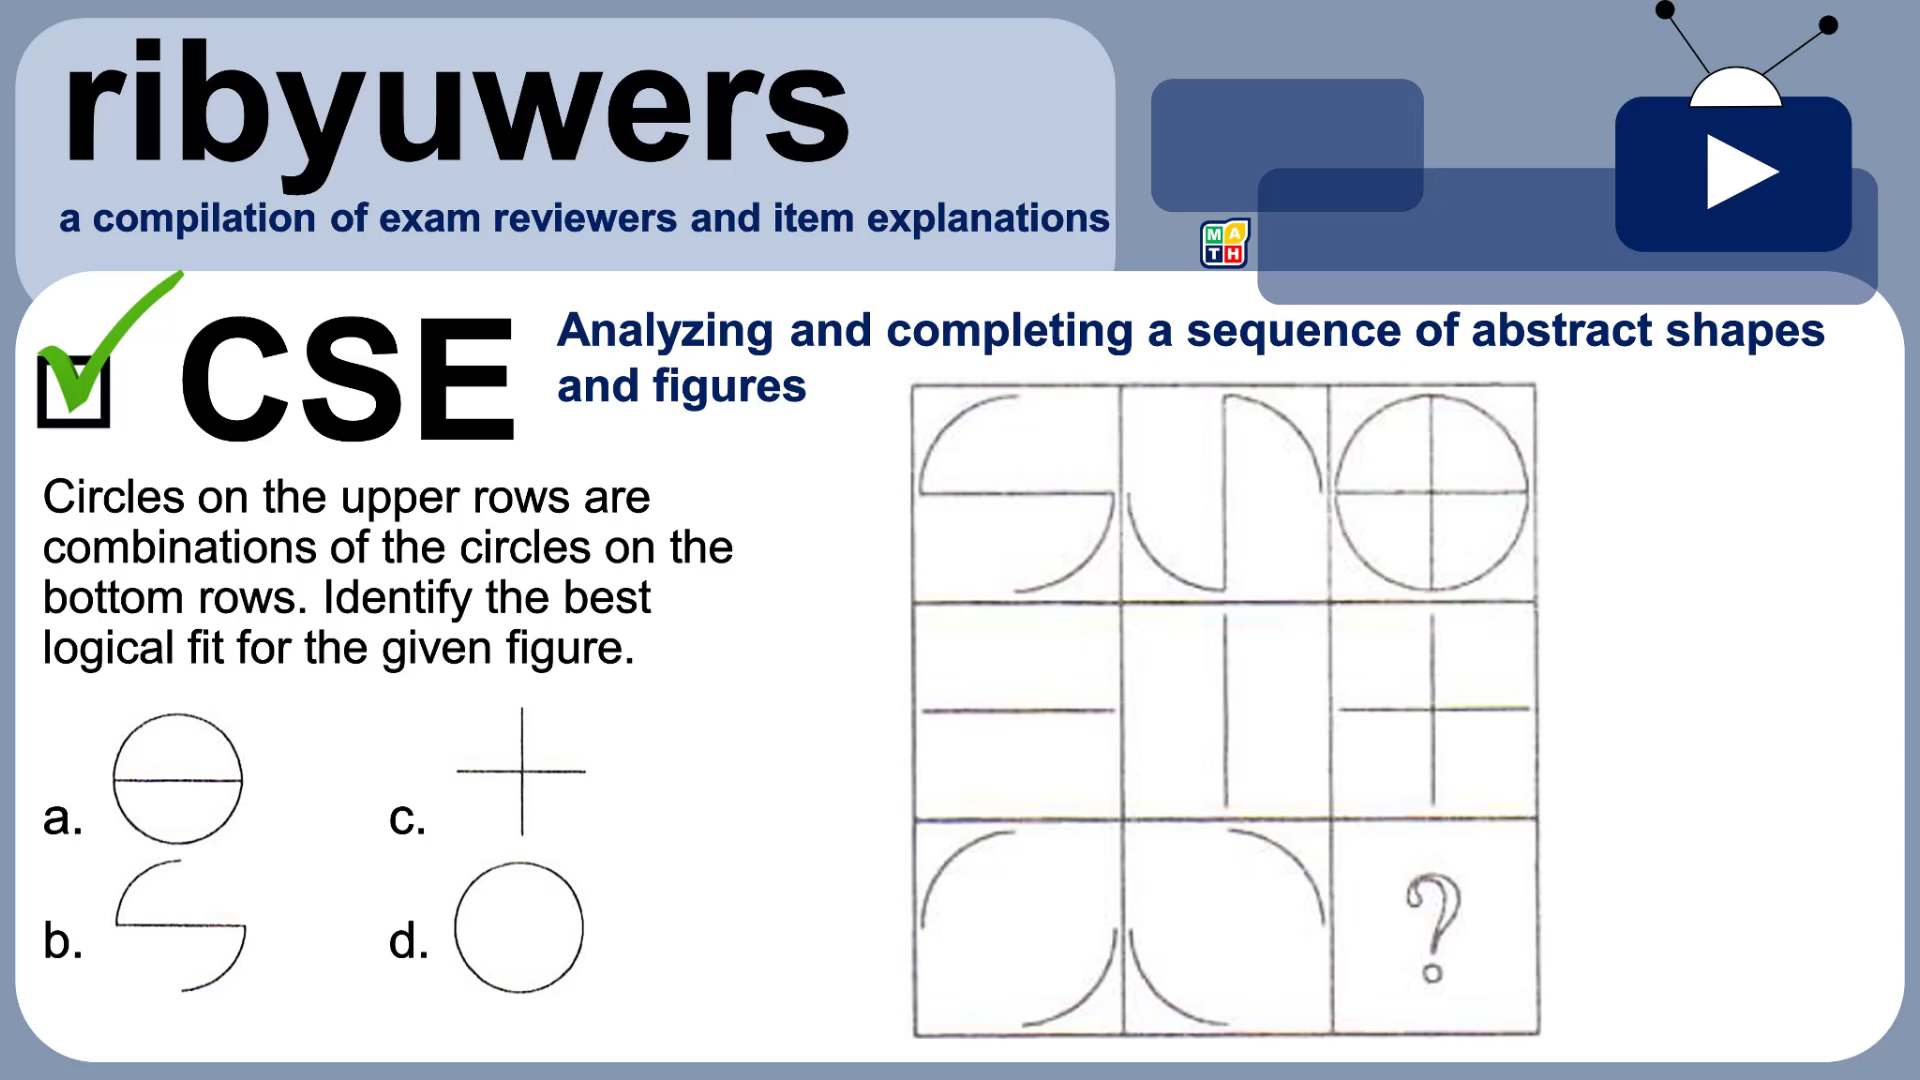 ribyuwers
a compilation of exam reviewers and item explanations
MA
TH
CSE
Analyzing and completing a sequence of abstract shapes
and figures
Circles on the upper rows are
combinations of the circles on the
bottom rows. Identify the best
logical fit for the given figure.
a.
c.
b.
d.
?